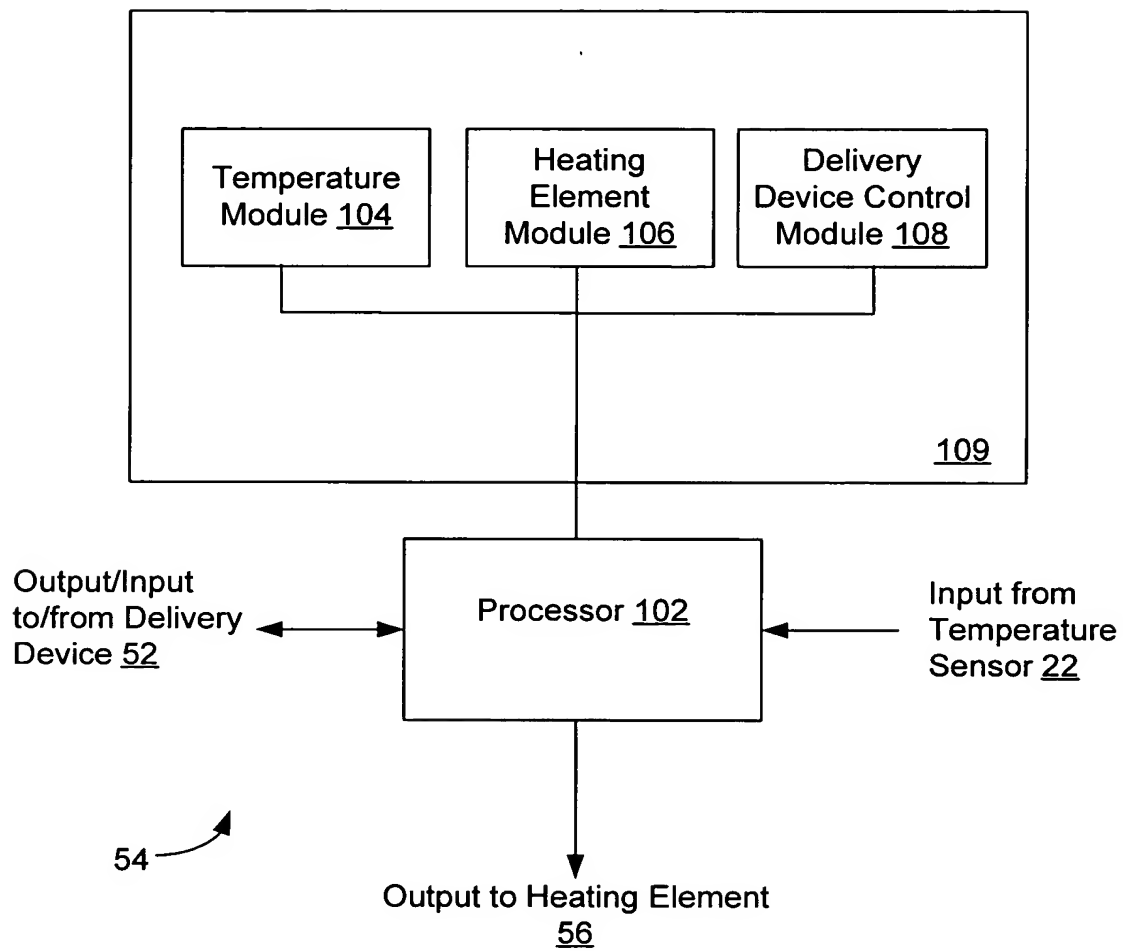 Temperature
Module 104
Heating
Element
Module 106
Delivery
Device Control
Module 108
109
Output/Input
to/from Delivery
Device 52
Processor 102
Input from
Temperature
Sensor 22
54
Output to Heating Element
56